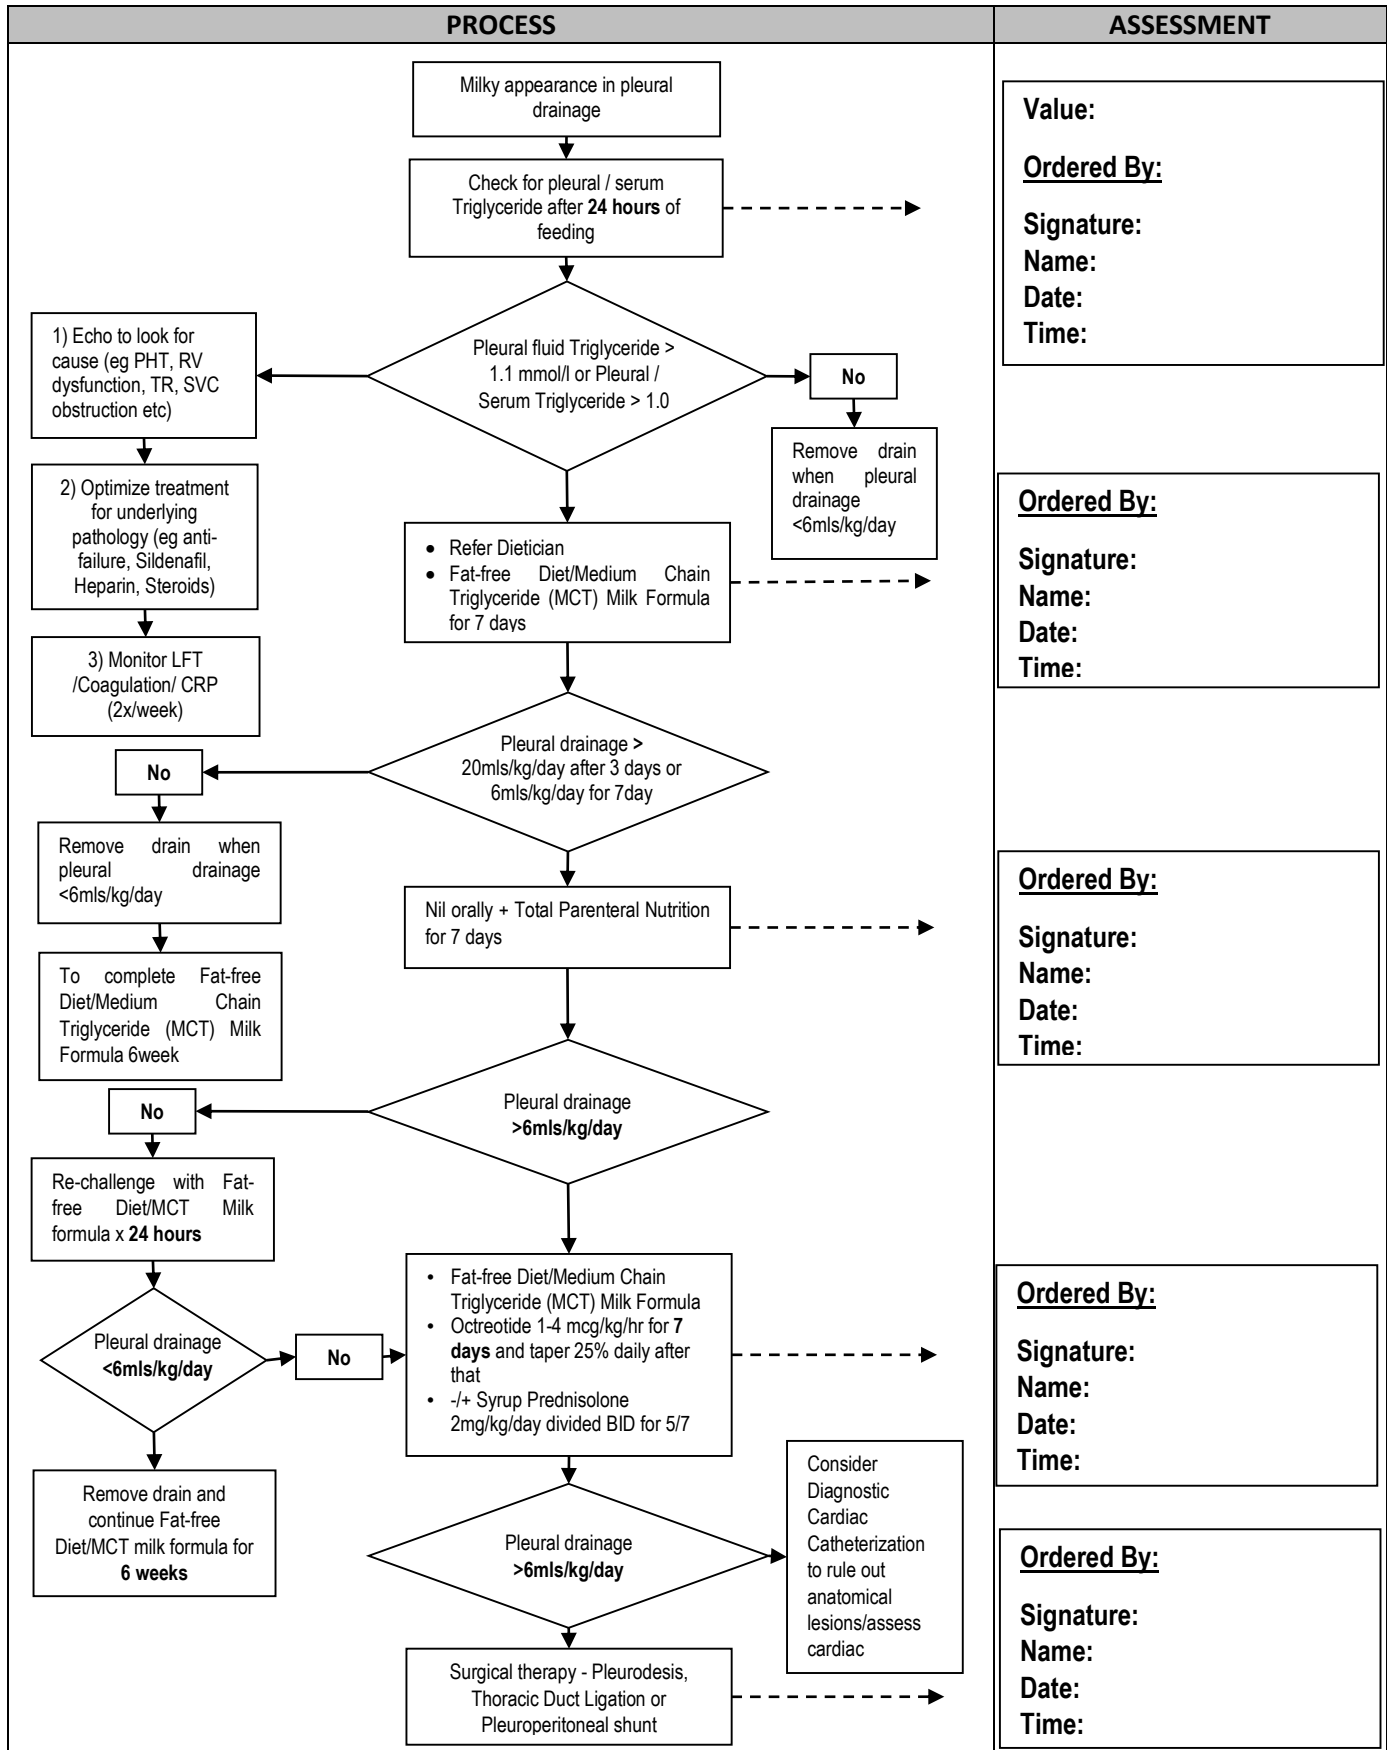 PROCESS
ASSESSMENT
Milky appearance in pleural
drainage
Check for pleural / serum
Triglyceride after 24 hours of
feeding
Value:
Ordered By:
Signature:
Name:
Date:
Time:
Pleural fluid Triglyceride >
1.1 mmol/l or Pleural /
Serum Triglyceride > 1.0
1) Echo to look for
cause (eg PHT, RV
dysfunction, TR, SVC
obstruction etc)
2) Optimize treatment
for underlying
pathology (eg anti-
failure, Sildenafil,
Heparin, Steroids)
3) Monitor LFT
/Coagulation/ CRP
(2x/week)
No
Remove drain
when pleural
drainage
<6mls/kg/day
• Refer Dietician
• Fat-free Diet/Medium Chain
Triglyceride (MCT) Milk Formula
for 7 days
Ordered By:
Signature:
Name:
Date:
Time:
Pleural drainage >
20mls/kg/day after 3 days or
6mls/kg/day for 7day
No
Remove drain when
pleural drainage
<6mls/kg/day
To complete Fat-free
Diet/Medium Chain
Triglyceride (MCT) Milk
Formula 6week
Nil orally + Total Parenteral Nutrition
for 7 days
Ordered By:
Signature:
Name:
Date:
Time:
Pleural drainage
>6mls/kg/day
No
Re-challenge with Fat-
free Diet/MCT Milk
formula x 24 hours
Pleural drainage
<6mls/kg/day
No
Remove drain and
continue Fat-free
Diet/MCT milk formula for
6 weeks
• Fat-free Diet/Medium Chain
Triglyceride (MCT) Milk Formula
• Octreotide 1-4 mcg/kg/hr for 7
days and taper 25% daily after
that
• -/+ Syrup Prednisolone
2mg/kg/day divided BID for 5/7
Ordered By:
Signature:
Name:
Date:
Time:
Pleural drainage
>6mls/kg/day
Consider
Diagnostic
Cardiac
Catheterization
to rule out
anatomical
lesions/assess
cardiac
Surgical therapy - Pleurodesis,
Thoracic Duct Ligation or
Pleuroperitoneal shunt
Ordered By:
Signature:
Name:
Date:
Time: